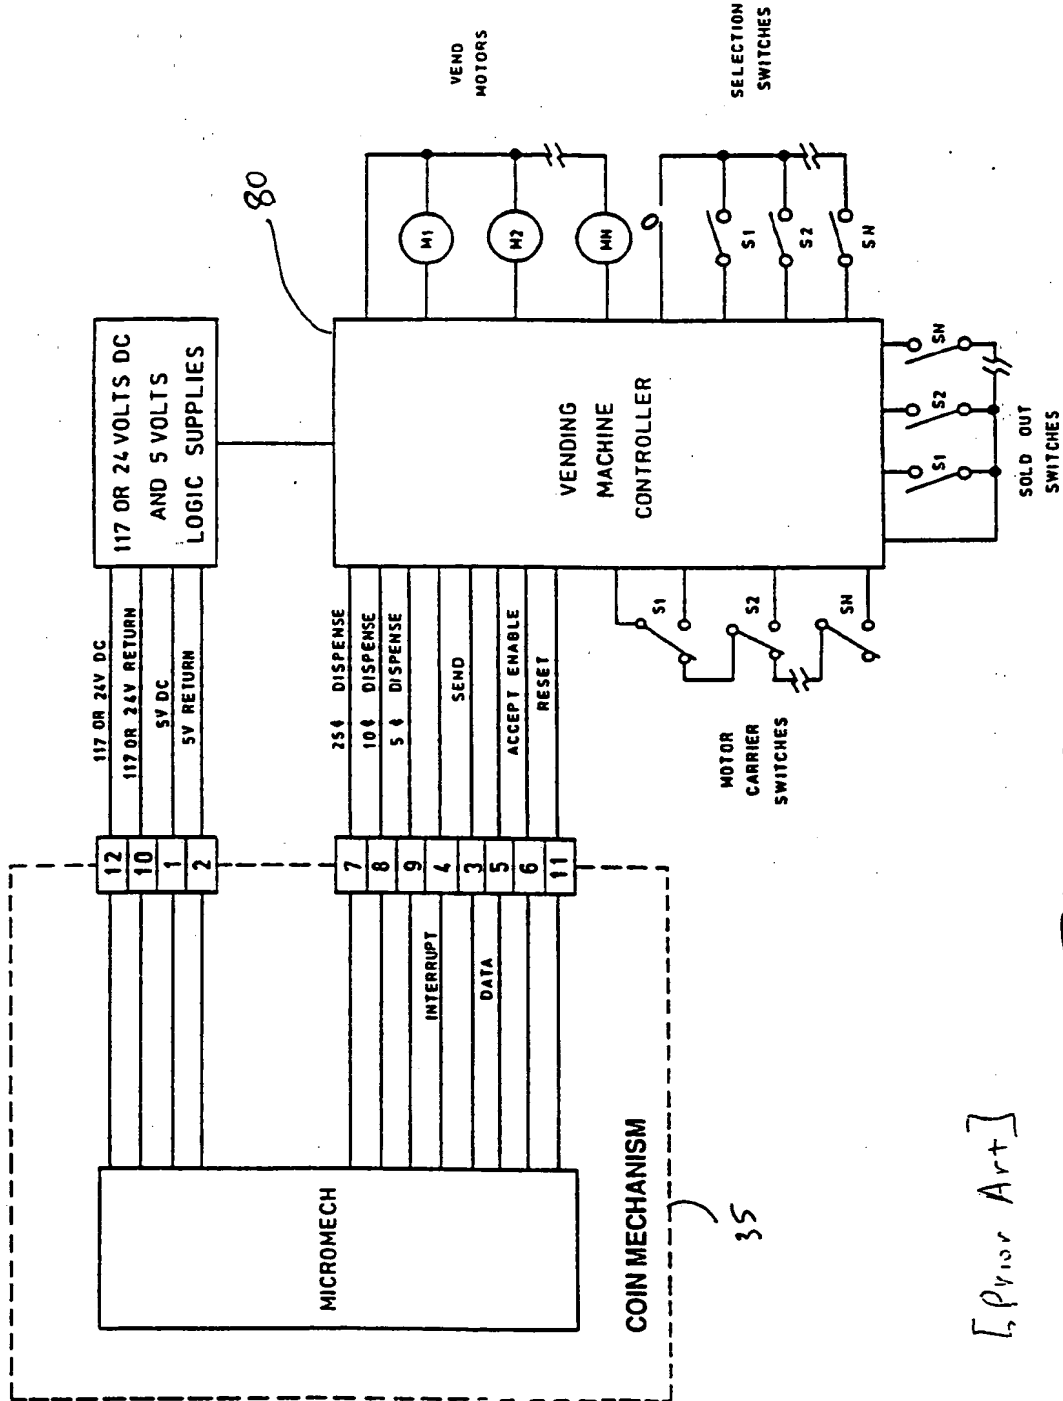 VEND
MOTORS
SELECTION
SWITCHES
80
117 OR 24 VOLTS DC
AND 5 VOLTS
LOGIC SUPPLIES
M1
M2
MN
S1
S2
SN
VENDING
MACHINE
CONTROLLER
S1
S2
SN
SOLD OUT
SWITCHES
S1
S2
SN
MOTOR
CARRIER
SWITCHES
117 OR 24V DC
117 OR 24V RETURN
5V DC
5V RETURN
25¢ DISPENSE
10¢ DISPENSE
5¢ DISPENSE
SEND
ACCEPT ENABLE
RESET
12
10
1
2
7
8
9
4
3
5
6
11
INTERRUPT
DATA
MICROMECH
COIN MECHANISM
35
[Prior Art]